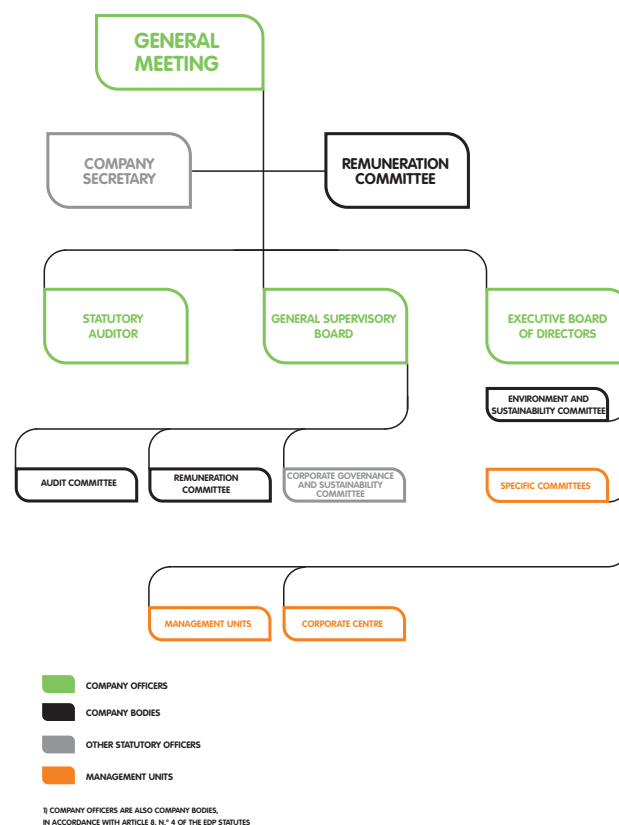 GENERAL
MEETING
COMPANY
SECRETARY
REMUNERATION
COMMITTEE
STATUTORY
AUDITOR
GENERAL SUPERVISORY
BOARD
EXECUTIVE BOARD
OF DIRECTORS
ENVIRONMENT AND
SUSTAINABILITY COMMITTEE
AUDIT COMMITTEE
REMUNERATION
COMMITTEE
CORPORATE GOVERNANCE
AND SUSTAINABILITY
COMMITTEE
SPECIFIC COMMITTEES
MANAGEMENT UNITS
CORPORATE CENTRE
COMPANY OFFICERS
COMPANY BODIES
OTHER STATUTORY OFFICERS
MANAGEMENT UNITS
1) COMPANY OFFICERS ARE ALSO COMPANY BODIES,
IN ACCORDANCE WITH ARTICLE 8. N.º 4 OF THE EDP STATUTES